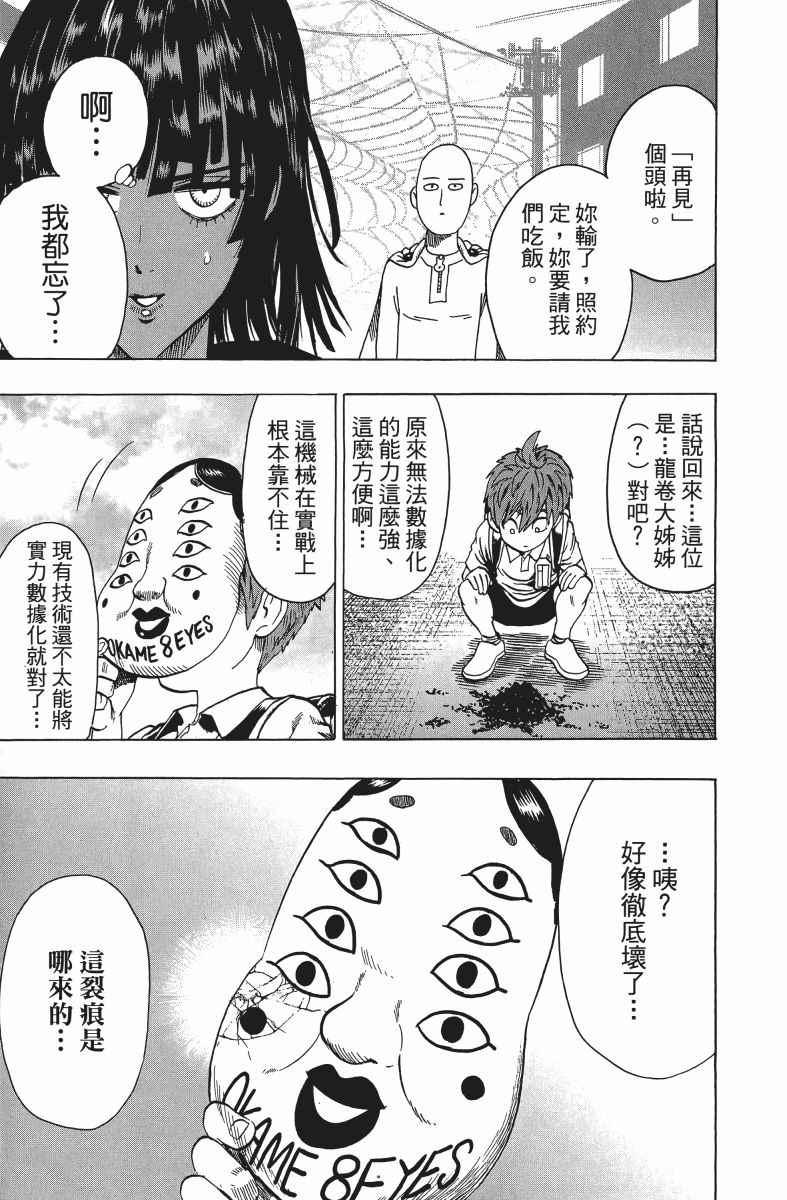 「再見」
個頭啦。
妳輸了，照約
定，妳要請我
們吃飯。
啊…
我都忘了…
話說回來…這位
是…龍卷大姊姊
（？）對吧？
原來無法數據化
的能力這麼強、
這麼方便啊…
這機械在實戰上
根本靠不住…
現有技術還不太能將
實力數據化就對了…
OKAME 8 EYES
…咦？
好像徹底壞了…
這裂痕是
哪來的…
OKAME 8 EYES